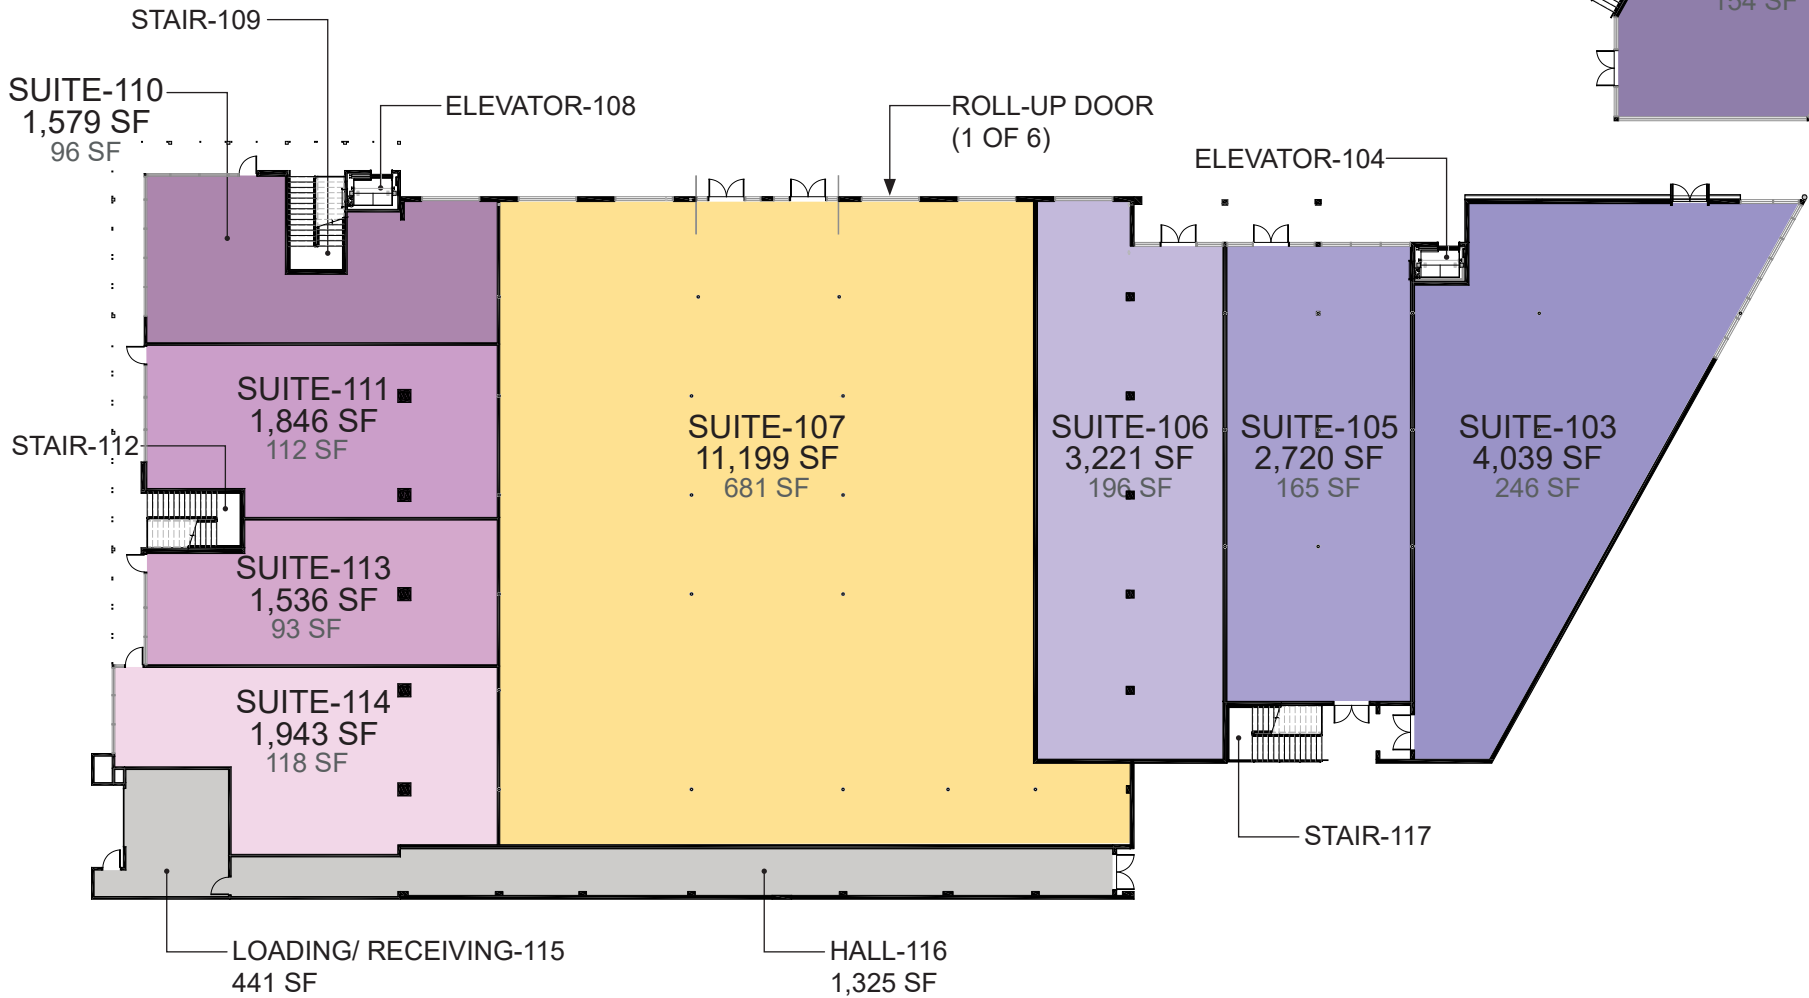 STAIR-109
154 SF
SUITE-110
1,579 SF
96 SF
ELEVATOR-108
ROLL-UP DOOR
(1 OF 6)
ELEVATOR-104
SUITE-111
1,846 SF
112 SF
STAIR-112
SUITE-107
11,199 SF
681 SF
SUITE-106
3,221 SF
196 SF
SUITE-105
2,720 SF
165 SF
SUITE-103
4,039 SF
246 SF
SUITE-113
1,536 SF
93 SF
SUITE-114
1,943 SF
118 SF
STAIR-117
LOADING/ RECEIVING-115
441 SF
HALL-116
1,325 SF